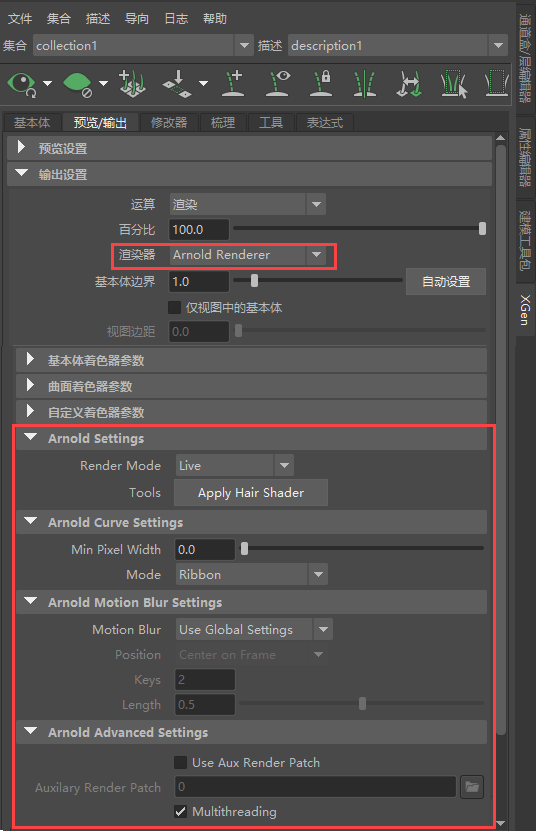 文件 集合 描述 导向 日志 帮助
集合 collection1 描述 description1
基本体 预览/输出 修改器 梳理 工具 表达式
预览设置
输出设置
运算 渲染
百分比 100.0
渲染器 Arnold Renderer
基本体边界 1.0 自动设置
仅视图中的基本体
视图边距 0.0
基本体着色器参数
曲面着色器参数
自定义着色器参数
Arnold Settings
Render Mode Live
Tools Apply Hair Shader
Arnold Curve Settings
Min Pixel Width 0.0
Mode Ribbon
Arnold Motion Blur Settings
Motion Blur Use Global Settings
Position Center on Frame
Keys 2
Length 0.5
Arnold Advanced Settings
Use Aux Render Patch
Auxilary Render Patch 0
Multithreading
通道盒/层编辑器
属性编辑器
建模工具包
XGen